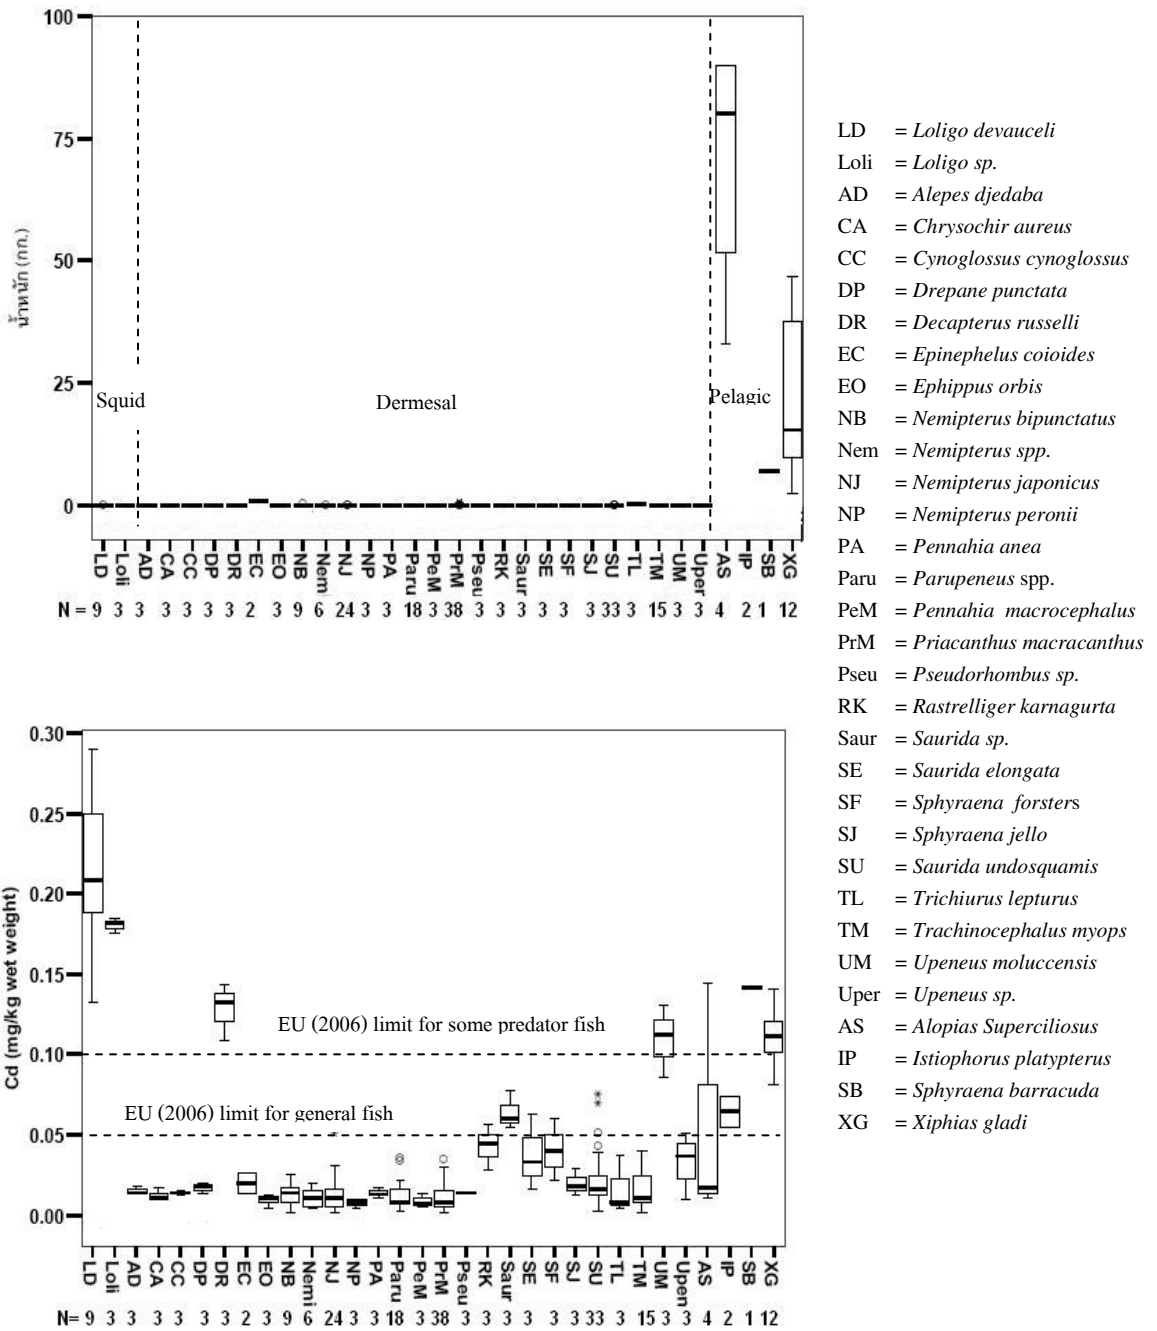 100
75
50
25
0
น้ำหนัก (กก.)
Squid
Dermesal
Pelagic
LD Loli AD CA CC DP DR EC EO NB Nemi NJ NP PA Paru PeM PrM Pseu RK Saur SE SF SJ SU TL TM UM Uper AS IP SB XG
N = 9 3 3 3 3 3 3 2 3 9 6 24 3 3 18 3 38 3 3 3 3 3 3 33 3 15 3 3 4 2 1 12
LD = Loligo devauceli
Loli = Loligo sp.
AD = Alepes djedaba
CA = Chrysochir aureus
CC = Cynoglossus cynoglossus
DP = Drepane punctata
DR = Decapterus russelli
EC = Epinephelus coioides
EO = Ephippus orbis
NB = Nemipterus bipunctatus
Nem = Nemipterus spp.
NJ = Nemipterus japonicus
NP = Nemipterus peronii
PA = Pennahia anea
Paru = Parupeneus spp.
PeM = Pennahia macrocephalus
PrM = Priacanthus macracanthus
Pseu = Pseudorhombus sp.
RK = Rastrelliger karnagurta
Saur = Saurida sp.
SE = Saurida elongata
SF = Sphyraena forsters
SJ = Sphyraena jello
SU = Saurida undosquamis
TL = Trichiurus lepturus
TM = Trachinocephalus myops
UM = Upeneus moluccensis
Uper = Upeneus sp.
AS = Alopias Superciliosus
IP = Istiophorus platypterus
SB = Sphyraena barracuda
XG = Xiphias gladi
0.30
0.25
0.20
0.15
0.10
0.05
0.00
Cd (mg/kg wet weight)
EU (2006) limit for some predator fish
EU (2006) limit for general fish
LD Loli AD CA CC DP DR EC EO NB Nemi NJ NP PA Paru PeM PrM Pseu RK Saur SE SF SJ SU TL TM UM Upen AS IP SB XG
N= 9 3 3 3 3 3 3 2 3 9 6 24 3 3 18 3 38 3 3 3 3 3 3 33 3 15 3 3 4 2 1 12